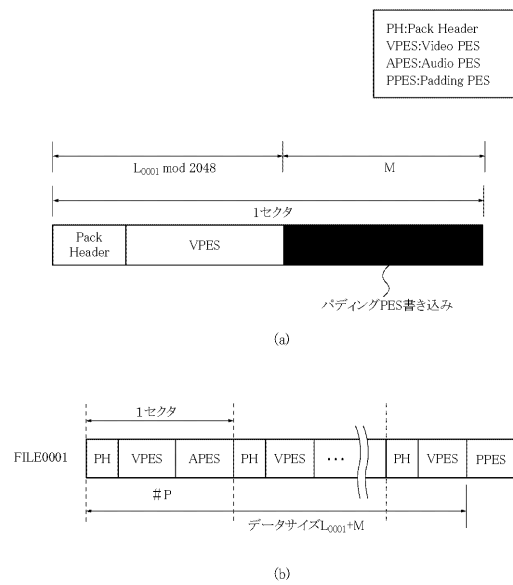 PH:Pack Header
VPES:Video PES
APES:Audio PES
PPES:Padding PES
L0001 mod 2048
M
1セクタ
Pack
Header
VPES
パディングPES書き込み
(a)
1セクタ
FILE0001
PH
VPES
APES
PH
VPES
…
PH
VPES
PPES
#P
データサイズL0001+M
(b)